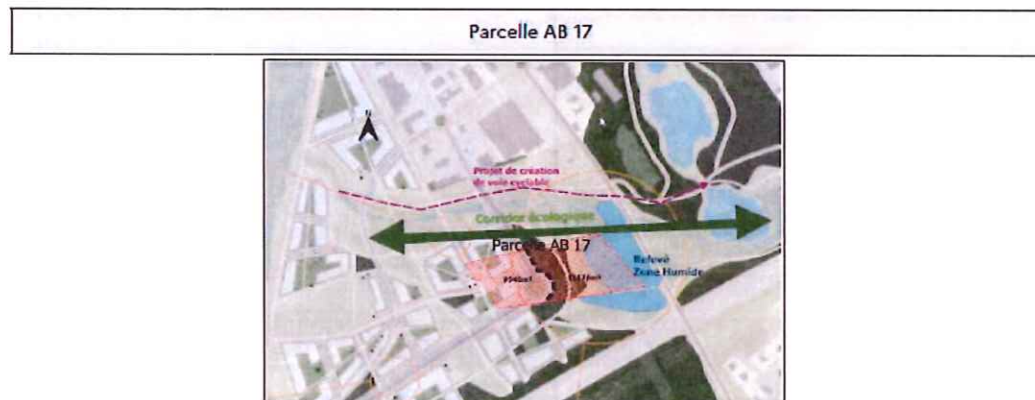 Parcelle AB 17
N
Projet de création
de voie cyclable
Corridor écologique
Parcelle AB 17
Relevé
Zone Humide